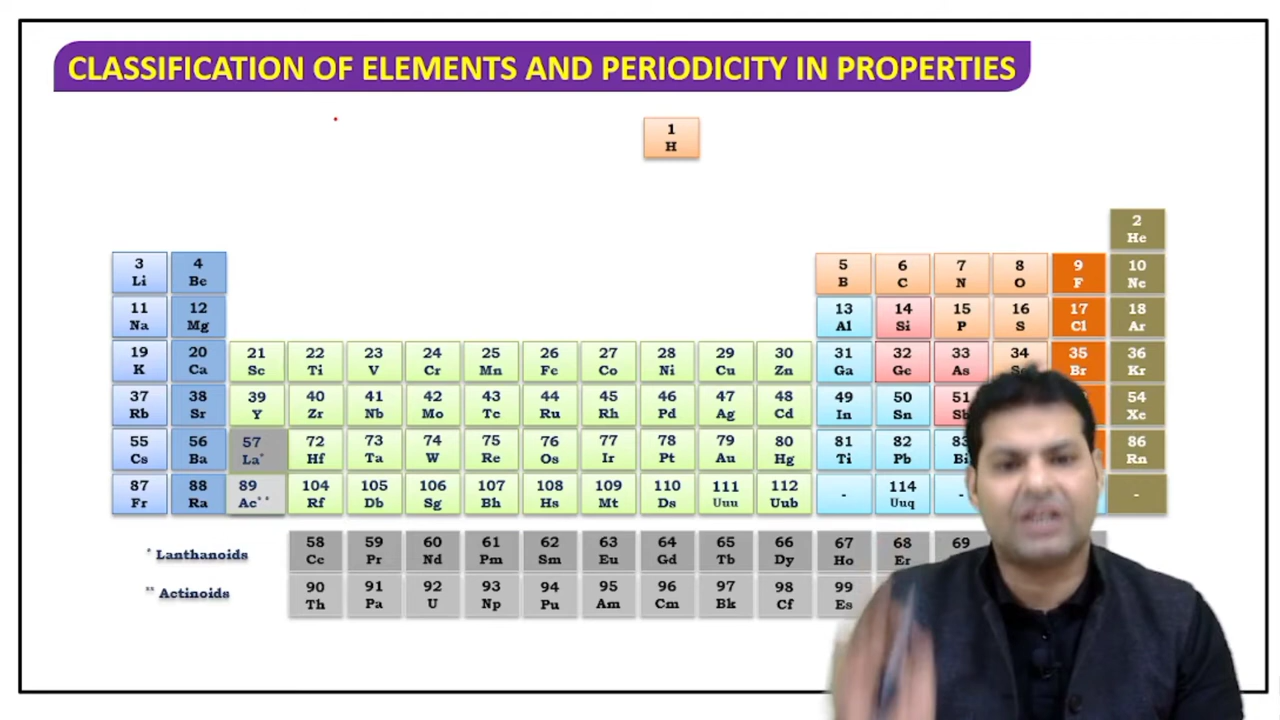 CLASSIFICATION OF ELEMENTS AND PERIODICITY IN PROPERTIES
1
H
2
He
3 4 5 6 7 8 9 10
Li Be B C N O F Ne
11 12 13 14 15 16 17 18
Na Mg Al Si P S Cl Ar
19 20 21 22 23 24 25 26 27 28 29 30 31 32 33 34 35 36
K Ca Sc Ti V Cr Mn Fe Co Ni Cu Zn Ga Ge As Br Kr
37 38 39 40 41 42 43 44 45 46 47 48 49 50 51 54
Rb Sr Y Zr Nb Mo Tc Ru Rh Pd Ag Cd In Sn Xe
55 56 57 72 73 74 75 76 77 78 79 80 81 82 86
Cs Ba La* Hf Ta W Re Os Ir Pt Au Hg Ti Pb Rn
87 88 89 104 105 106 107 108 109 110 111 112 - 114 - -
Fr Ra Ac** Rf Db Sg Bh Hs Mt Ds Uuu Uub Uuq
58 59 60 61 62 63 64 65 66 67 68 69
* Lanthanoids Ce Pr Nd Pm Sm Eu Gd Tb Dy Ho Er
90 91 92 93 94 95 96 97 98 99
** Actinoids Th Pa U Np Pu Am Cm Bk Cf Es